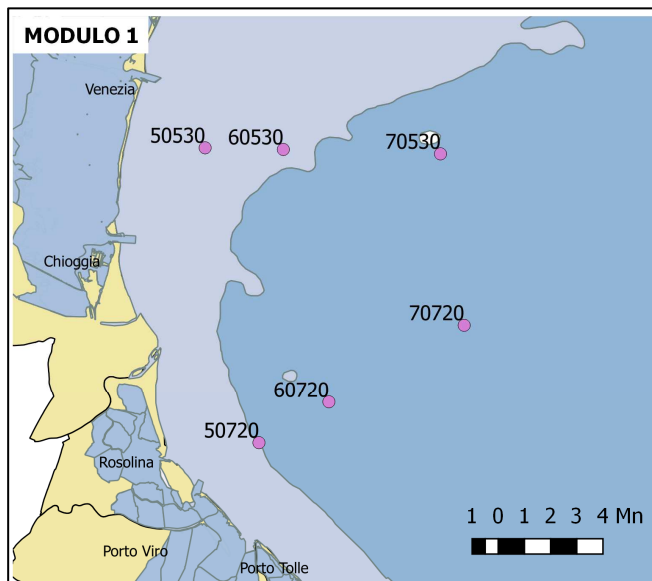 MODULO 1
Venezia
50530
60530
70530
Chioggia
70720
60720
50720
Rosolina
1 0 1 2 3 4 Mn
Porto Viro
Porto Tolle